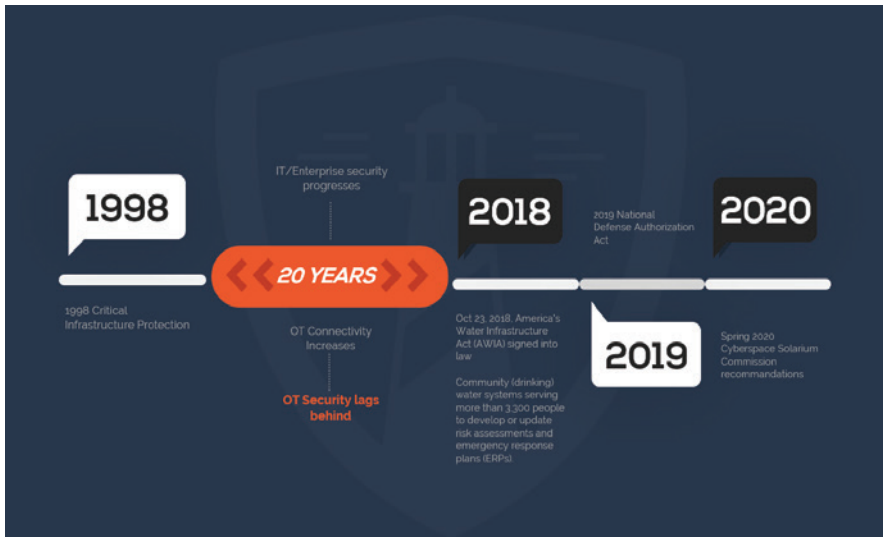 1998
1998 Critical
Infrastructure Protection
IT/Enterprise security
progresses
20 YEARS
OT Connectivity
Increases
OT Security lags
behind
2018
Oct 23, 2018, America's
Water Infrastructure
Act (AWIA) signed into
law
Community (drinking)
water systems serving
more than 3,300 people
to develop or update
risk assessments and
emergency response
plans (ERPs).
2019 National
Defense Authorization
Act
2019
2020
Spring 2020
Cyberspace Solarium
Commission
recommendations